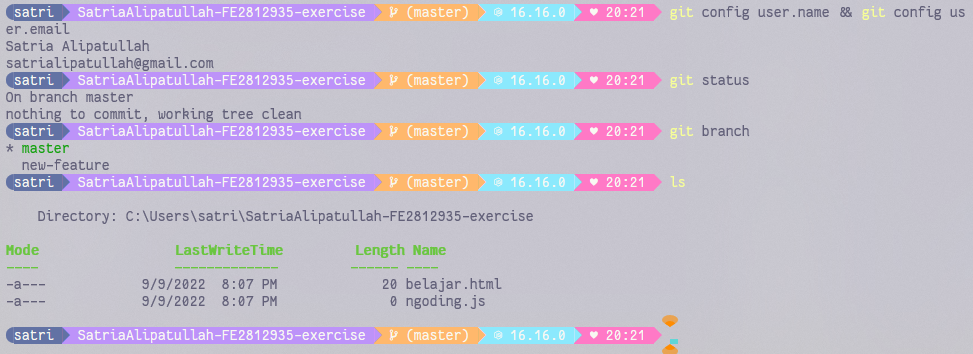 satri SatriaAlipatullah-FE2812935-exercise (master) 16.16.0 20:21 git config user.name && git config us
er.email
Satria Alipatullah
satrialipatullah@gmail.com
satri SatriaAlipatullah-FE2812935-exercise (master) 16.16.0 20:21 git status
On branch master
nothing to commit, working tree clean
satri SatriaAlipatullah-FE2812935-exercise (master) 16.16.0 20:21 git branch
* master
new-feature
satri SatriaAlipatullah-FE2812935-exercise (master) 16.16.0 20:21 ls
Directory: C:\Users\satri\SatriaAlipatullah-FE2812935-exercise
Mode LastWriteTime Length Name
---- ------------- ------ ----
-a--- 9/9/2022 8:07 PM 20 belajar.html
-a--- 9/9/2022 8:07 PM 0 ngoding.js
satri SatriaAlipatullah-FE2812935-exercise (master) 16.16.0 20:21